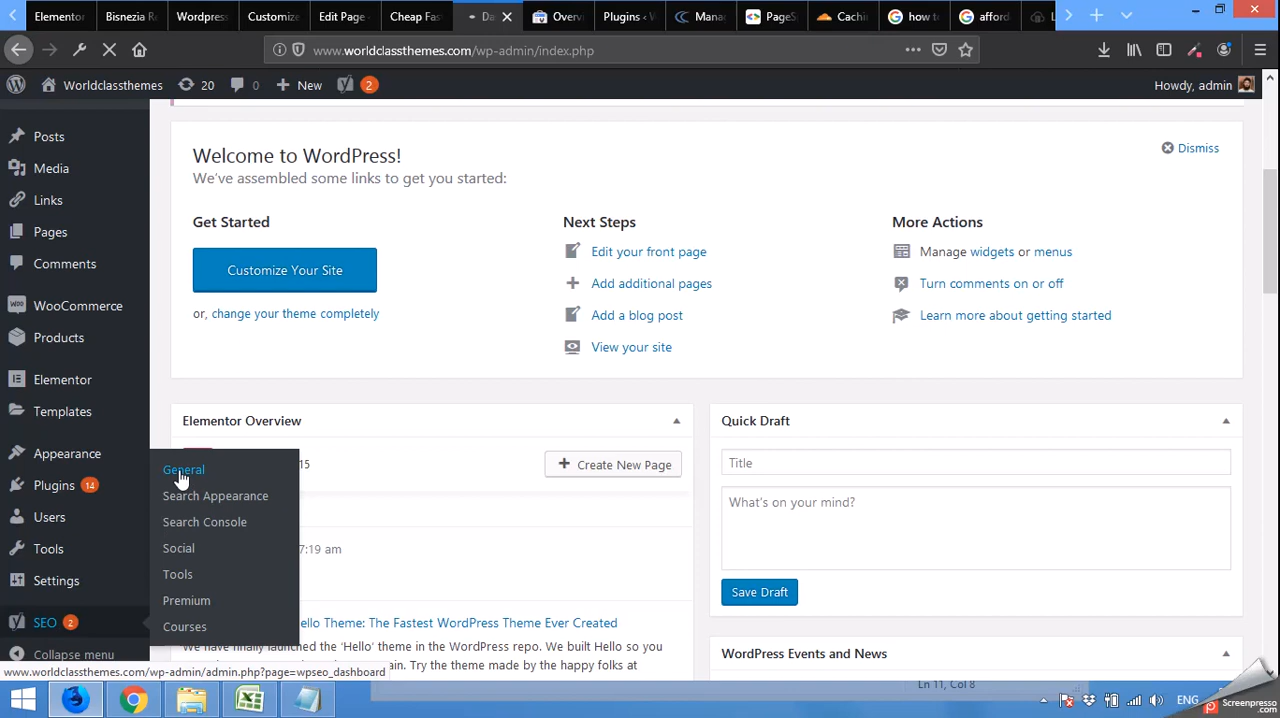 Elementor
Bisnezia R
Wordpress
Customize
Edit Page
Cheap Fas
Da
Overvi
Plugins ‹ W
Mana
PageS
Cachi
how to
afford
L
www.worldclassthemes.com/wp-admin/index.php
Worldclassthemes
20
0
New
2
Howdy, admin
Posts
Media
Links
Pages
Comments
WooCommerce
Products
Elementor
Templates
Appearance
Plugins 14
Users
Tools
Settings
SEO 2
Collapse menu
General
Search Appearance
Search Console
Social
Tools
Premium
Courses
Welcome to WordPress!
We've assembled some links to get you started:
Dismiss
Get Started
Customize Your Site
or, change your theme completely
Next Steps
Edit your front page
Add additional pages
Add a blog post
View your site
More Actions
Manage widgets or menus
Turn comments on or off
Learn more about getting started
Elementor Overview
15
Create New Page
7:19 am
ello Theme: The Fastest WordPress Theme Ever Created
We have finally launched the 'Hello' theme in the WordPress repo. We built Hello so you
ain. Try the theme made by the happy folks at
Quick Draft
Title
What's on your mind?
Save Draft
WordPress Events and News
www.worldclassthemes.com/wp-admin/admin.php?page=wpseo_dashboard
Ln 11, Col 8
ENG
Screenpresso
.com